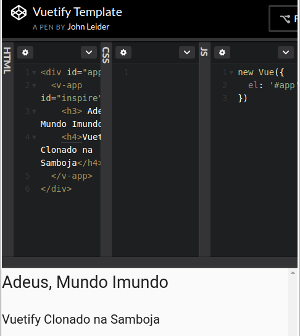 Vuetify Template
A PEN BY John Leider
HTML
CSS
JS
1 <div id="app
2 <v-app
id="inspire"
3 <h3> Ade
Mundo Imundo
4 <h4>Vuet
Clonado na
Samboja</h4
5 </v-app>
6 </div>
1
1 new Vue({
2 el: '#app'
3 })
Adeus, Mundo Imundo
Vuetify Clonado na Samboja